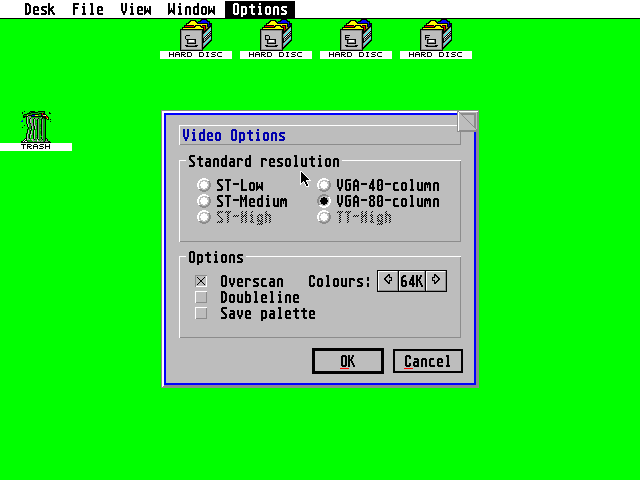 Desk File View Window Options
HARD DISC HARD DISC HARD DISC HARD DISC
TRASH
Video Options
Standard resolution
ST-Low VGA-40-column
ST-Medium VGA-80-column
ST-High TT-High
Options
Overscan Colours: 64K
Doubleline
Save palette
OK Cancel